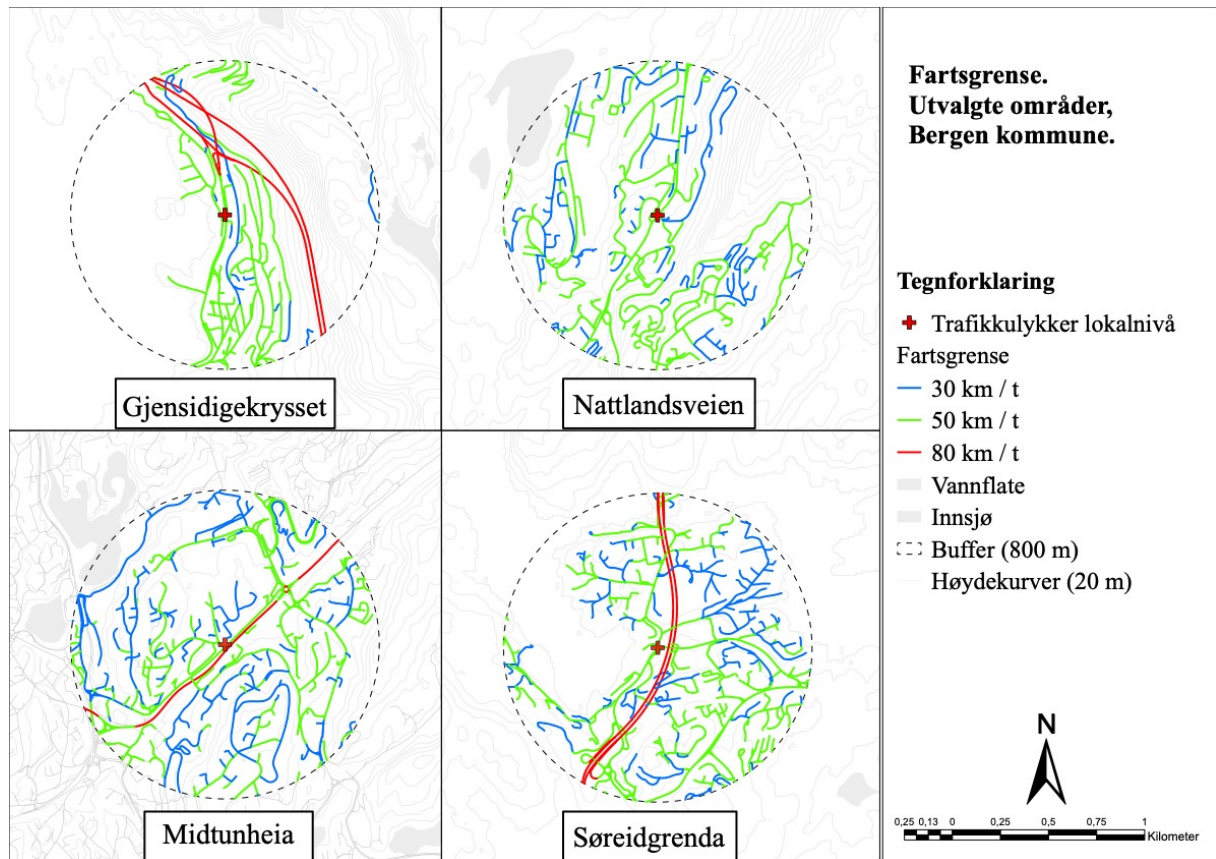 Fartsgrense.
Utvalgte områder,
Bergen kommune.
Gjensidigekrysset
Nattlandsveien
Midtunheia
Søreidgrenda
Tegnforklaring
Trafikkulykker lokalnivå
Fartsgrense
30 km / t
50 km / t
80 km / t
Vannflate
Innsjø
Buffer (800 m)
Høydekurver (20 m)
N
0,25 0,13 0 0,25 0,5 0,75 1
Kilometer